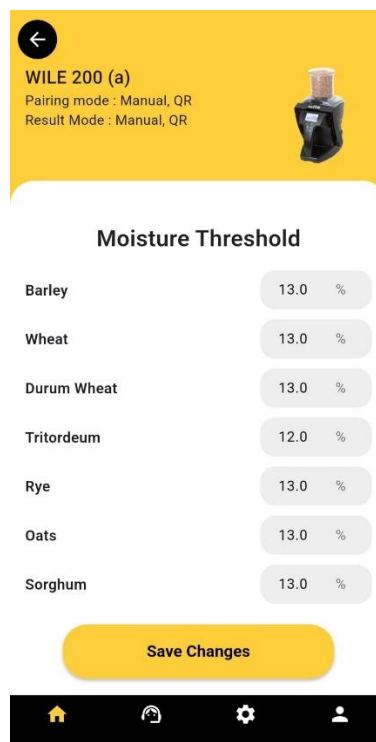 WILE 200 (a)
Pairing mode : Manual, QR
Result Mode : Manual, QR
Moisture Threshold
Barley 13.0 %
Wheat 13.0 %
Durum Wheat 13.0 %
Tritordeum 12.0 %
Rye 13.0 %
Oats 13.0 %
Sorghum 13.0 %
Save Changes